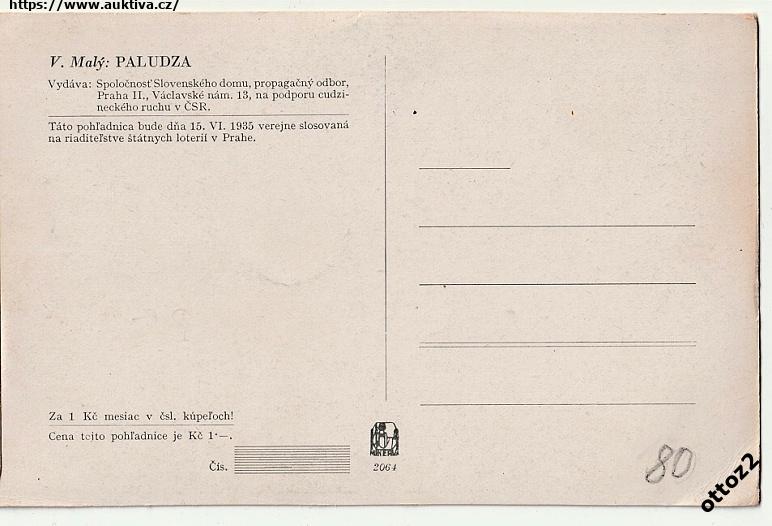 https://www.auktiva.cz/
V. Malý: PALUDZA
Vydáva: Spoločnosť Slovenského domu, propagačný odbor,
Praha II., Václavské nám. 13, na podporu cudzi-
neckého ruchu v ČSR.
Táto pohľadnica bude dňa 15. VI. 1935 verejne slosovaná
na riaditeľstve štátnych loterií v Prahe.
Za 1 Kč mesiac v čsl. kúpeľoch!
Cena tejto pohľadnice je Kč 1·—.
Čís.
2064
80
ottoz2